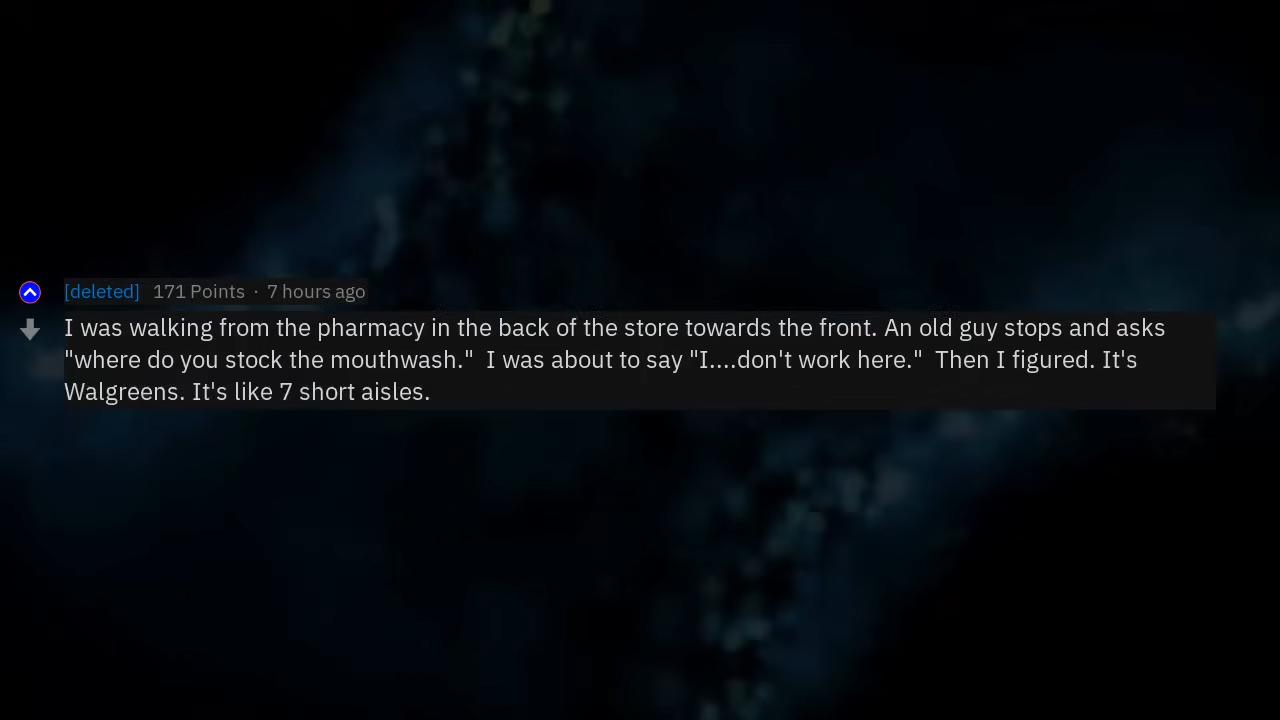 [deleted] 171 Points · 7 hours ago
I was walking from the pharmacy in the back of the store towards the front. An old guy stops and asks
"where do you stock the mouthwash."  I was about to say "I....don't work here."  Then I figured. It's
Walgreens. It's like 7 short aisles.